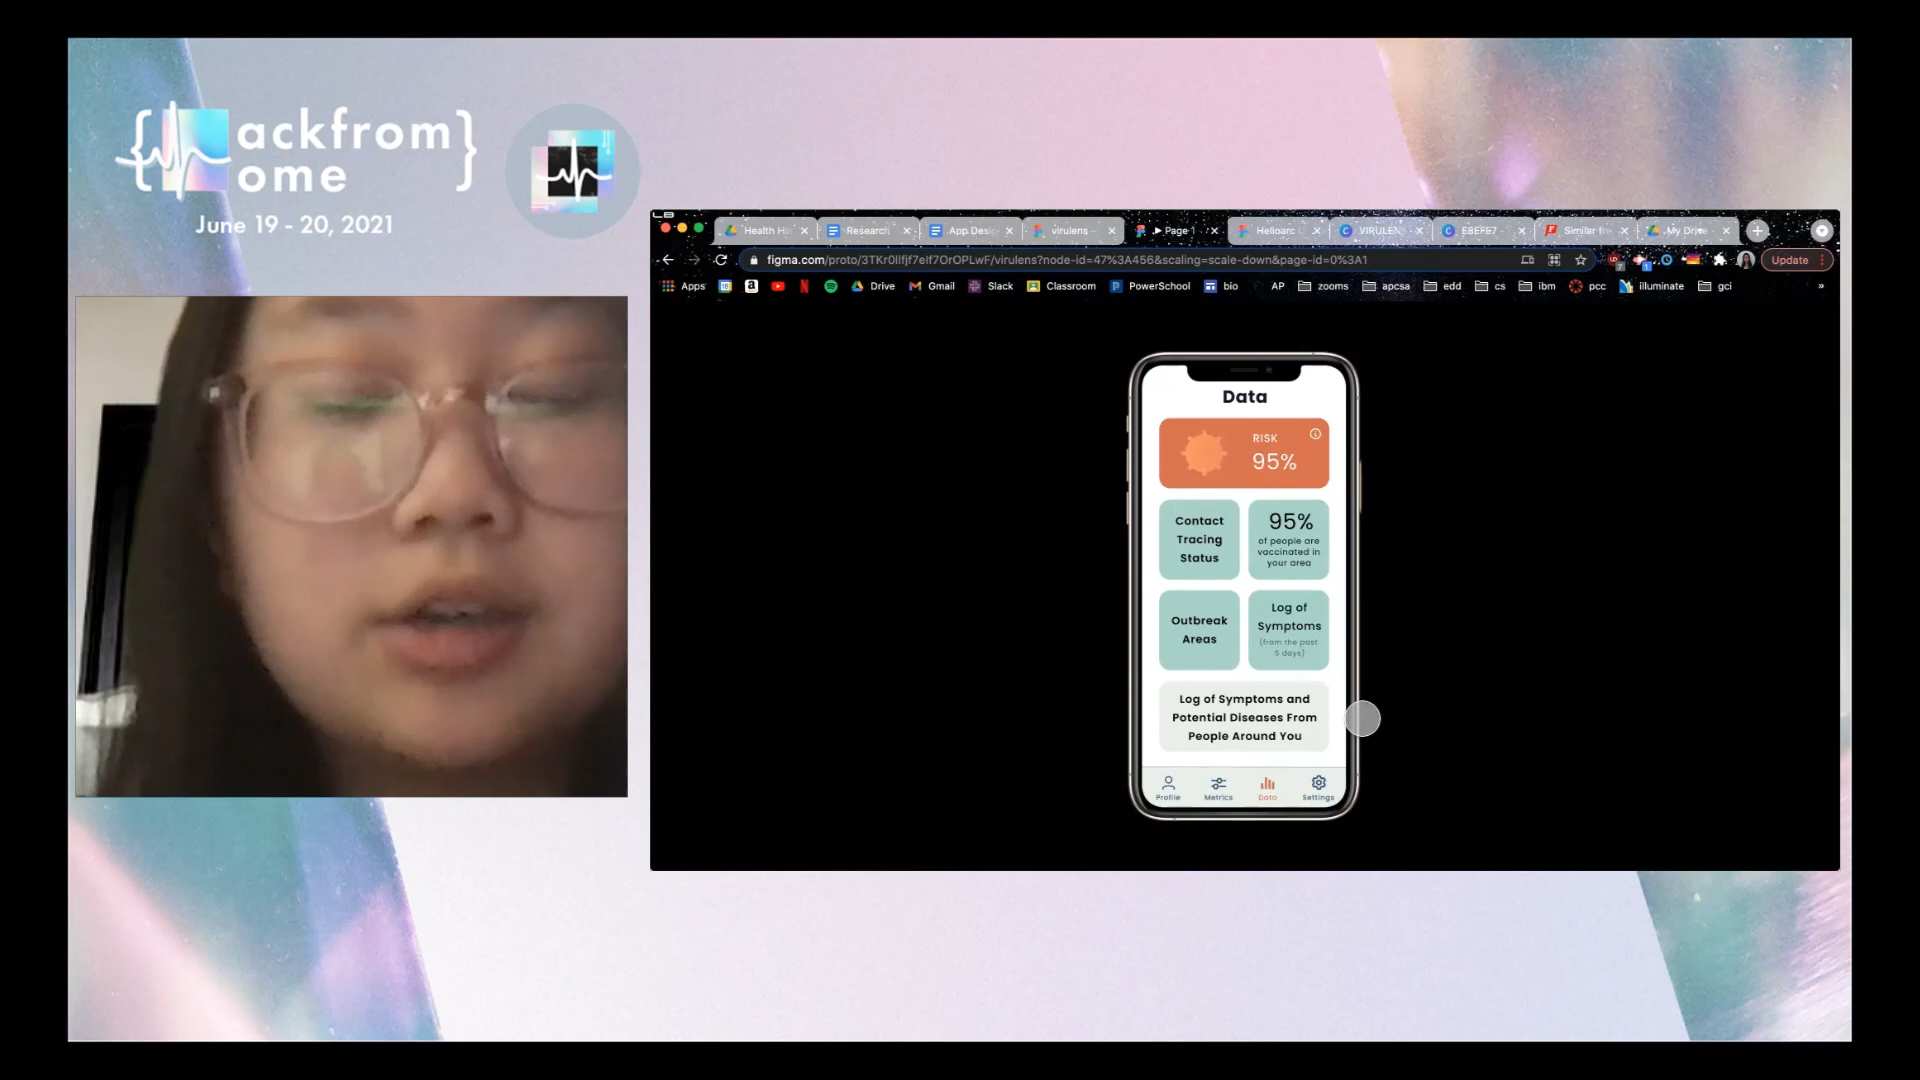 { ackfrom }
ome
June 19 - 20, 2021
Health Ha
Research
App Desig
virulens
Page 1
Helioarc
VIRULEN
EBEFE7
Similar fr
My Drive
figma.com/proto/3TKr0llfjf7elf7OrOPLwF/virulens?node-id=47%3A456&scaling=scale-down&page-id=0%3A1
Update
Apps
Drive
Gmail
Slack
Classroom
PowerSchool
bio
AP
zooms
apcsa
edd
cs
ibm
pcc
illuminate
gci
»
Data
RISK
95%
Contact
Tracing
Status
95%
of people are
vaccinated in
your area
Outbreak
Areas
Log of
Symptoms
(from the past
5 days)
Log of Symptoms and
Potential Diseases From
People Around You
Profile
Metrics
Data
Settings